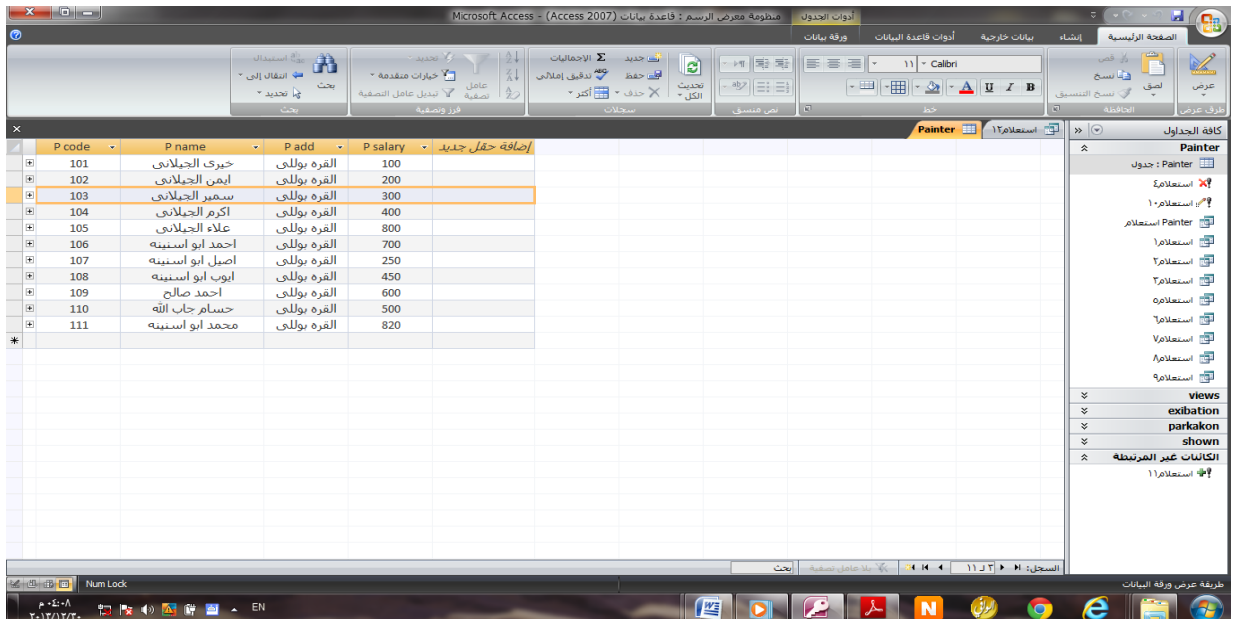 أدوات الجدول منظومة معرض الرسم : قاعدة بيانات (Access 2007) - Microsoft Access
الصفحة الرئيسية إنشاء بيانات خارجية أدوات قاعدة البيانات ورقة بيانات
عرض
طرق عرض
لصق
قص
نسخ
نسخ التنسيق
الحافظة
Calibri ١١
B I U A
خط
نص منسق
تحديث الكل
جديد
حفظ
حذف
Σ الإجماليات
تدقيق إملائي
أكثر
سجلات
عامل تصفية
تحديد
خيارات متقدمة
تبديل عامل التصفية
فرز وتصفية
بحث
استبدال
انتقال إلى
تحديد
بحث
Painter استعلام١٢
P code P name P add P salary إضافة حقل جديد
101 خيرى الجيلانى القره بوللى 100
102 ايمن الجيلانى القره بوللى 200
103 سمير الجيلانى القره بوللى 300
104 اكرم الجيلانى القره بوللى 400
105 علاء الجيلانى القره بوللى 800
106 احمد ابو اسنينه القره بوللى 700
107 اصيل ابو اسنينه القره بوللى 250
108 ايوب ابو اسنينه القره بوللى 450
109 احمد صالح القره بوللى 600
110 حسام جاب الله القره بوللى 500
111 محمد ابو اسنينه القره بوللى 820
كافة الجداول
Painter
Painter : جدول
استعلام٤
استعلام١٠
Painter استعلام
استعلام١
استعلام٢
استعلام٣
استعلام٥
استعلام٦
استعلام٧
استعلام٨
استعلام٩
views
exibation
parkakon
shown
الكائنات غير المرتبطة
استعلام١١
السجل: ٣ لـ ١١ بلا عامل تصفية بحث
طريقة عرض ورقة البيانات Num Lock
EN
٠٤:٠٨ م
٢٠١٣/١٢/٣٠